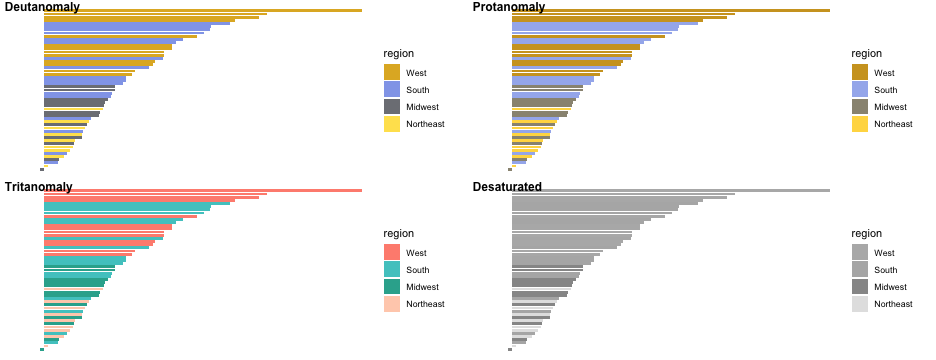 Deutanomaly
region
West
South
Midwest
Northeast
Protanomaly
region
West
South
Midwest
Northeast
Tritanomaly
region
West
South
Midwest
Northeast
Desaturated
region
West
South
Midwest
Northeast